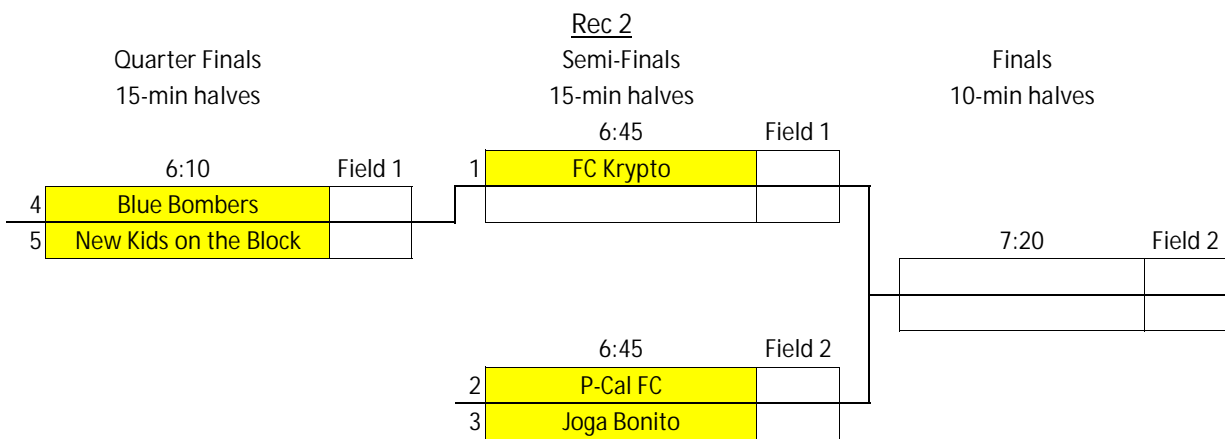 Rec 2
Quarter Finals Semi-Finals Finals
15-min halves 15-min halves 10-min halves
6:45 Field 1
6:10 Field 1 1 FC Krypto
4 Blue Bombers
5 New Kids on the Block 7:20 Field 2
6:45 Field 2
2 P-Cal FC
3 Joga Bonito